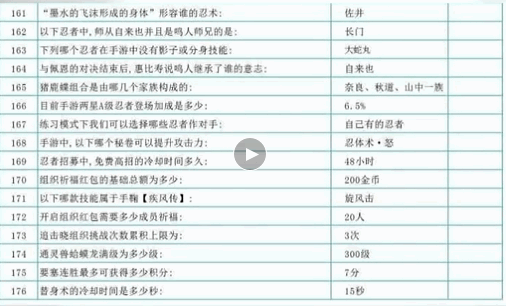 161 “墨水的飞沫形成的身体”形容谁的忍术: 佐井
162 以下忍者中,师从自来也并且是鸣人师兄的是: 长门
163 下列哪个忍者在手游中没有影子或分身技能: 大蛇丸
164 与佩恩的对决结束后,惠比寿说鸣人继承了谁的意志: 自来也
165 猪鹿蝶组合是由哪几个家族构成的: 奈良、秋道、山中一族
166 目前手游两星A级忍者登场加成是多少: 6.5%
167 练习模式下我们可以选择哪些忍者作对手: 自己有的忍者
168 手游中,以下哪个秘卷可以提升攻击力: 忍体术·怒
169 忍者招募中,免费高招的冷却时间多久: 48小时
170 组织祈福红包的基础总额为多少: 200金币
171 以下哪款技能属于手鞠【疾风传】: 旋风击
172 开启组织红包需要多少成员祈福: 20人
173 追击晓组织挑战次数累积上限为: 3次
174 通灵兽蛤蟆龙满级为多少级: 300级
175 要塞连胜最多可获得多少积分: 7分
176 替身术的冷却时间是多少秒: 15秒